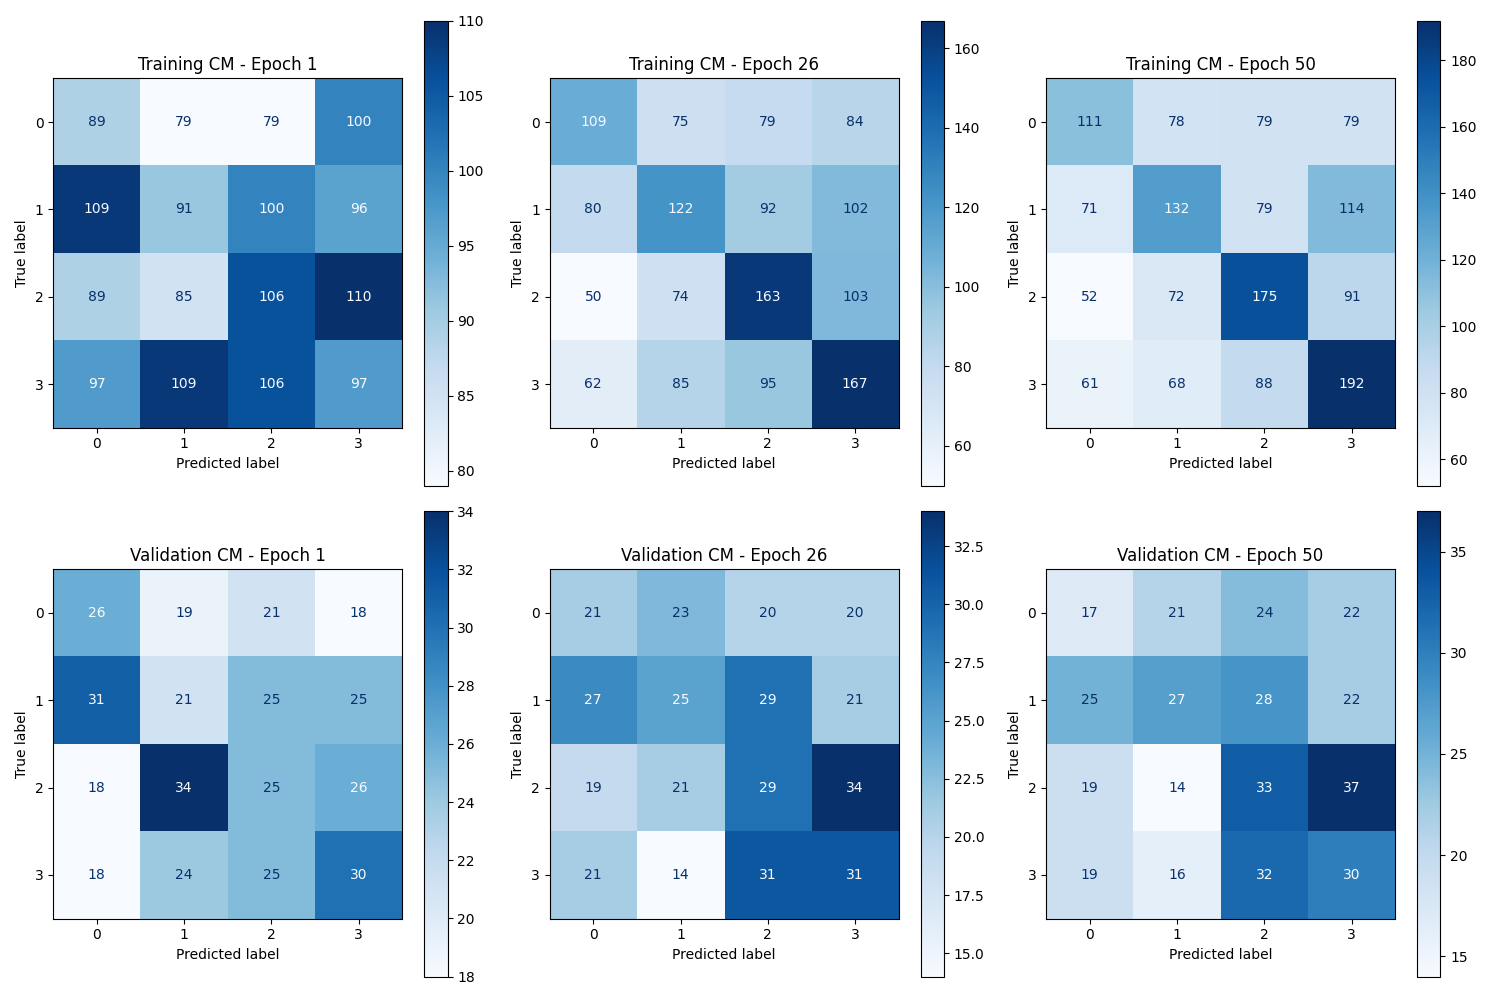 Training CM - Epoch 1
0 89 79 79 100
1 109 91 100 96
2 89 85 106 110
3 97 109 106 97
0 1 2 3
Predicted label
True label
110
105
100
95
90
85
80
Training CM - Epoch 26
0 109 75 79 84
1 80 122 92 102
2 50 74 163 103
3 62 85 95 167
0 1 2 3
Predicted label
True label
160
140
120
100
80
60
Training CM - Epoch 50
0 111 78 79 79
1 71 132 79 114
2 52 72 175 91
3 61 68 88 192
0 1 2 3
Predicted label
True label
180
160
140
120
100
80
60
Validation CM - Epoch 1
0 26 19 21 18
1 31 21 25 25
2 18 34 25 26
3 18 24 25 30
0 1 2 3
Predicted label
True label
34
32
30
28
26
24
22
20
18
Validation CM - Epoch 26
0 21 23 20 20
1 27 25 29 21
2 19 21 29 34
3 21 14 31 31
0 1 2 3
Predicted label
True label
32.5
30.0
27.5
25.0
22.5
20.0
17.5
15.0
Validation CM - Epoch 50
0 17 21 24 22
1 25 27 28 22
2 19 14 33 37
3 19 16 32 30
0 1 2 3
Predicted label
True label
35
30
25
20
15